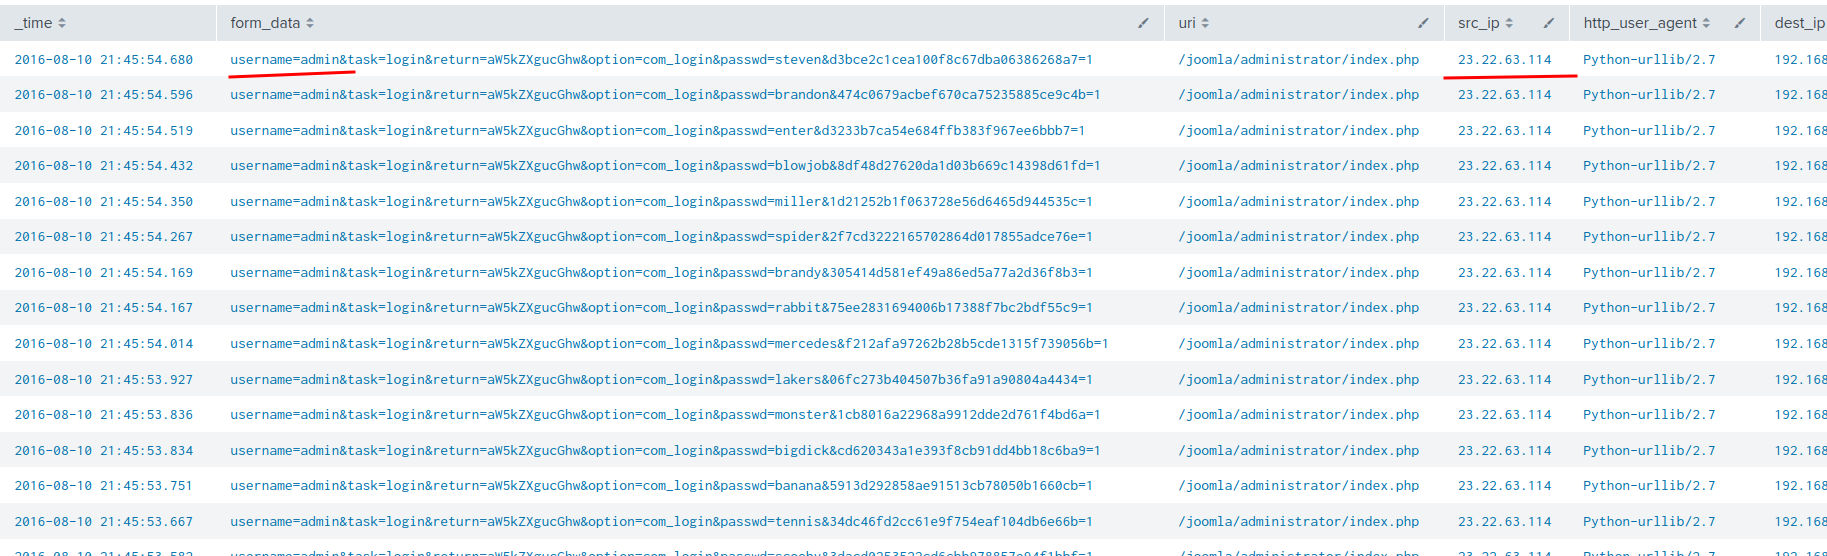 _time form_data uri src_ip http_user_agent dest_ip
2016-08-10 21:45:54.680 username=admin&task=login&return=aW5kZXgucGhw&option=com_login&passwd=steven&d3bce2c1cea100f8c67dba06386268a7=1 /joomla/administrator/index.php 23.22.63.114 Python-urllib/2.7 192.168
2016-08-10 21:45:54.596 username=admin&task=login&return=aW5kZXgucGhw&option=com_login&passwd=brandon&474c0679acbef670ca75235885ce9c4b=1 /joomla/administrator/index.php 23.22.63.114 Python-urllib/2.7 192.168
2016-08-10 21:45:54.519 username=admin&task=login&return=aW5kZXgucGhw&option=com_login&passwd=enter&d3233b7ca54e684ffb383f967ee6bbb7=1 /joomla/administrator/index.php 23.22.63.114 Python-urllib/2.7 192.168
2016-08-10 21:45:54.432 username=admin&task=login&return=aW5kZXgucGhw&option=com_login&passwd=blowjob&8df48d27620da1d03b669c14398d61fd=1 /joomla/administrator/index.php 23.22.63.114 Python-urllib/2.7 192.168
2016-08-10 21:45:54.350 username=admin&task=login&return=aW5kZXgucGhw&option=com_login&passwd=miller&1d21252b1f063728e56d6465d944535c=1 /joomla/administrator/index.php 23.22.63.114 Python-urllib/2.7 192.168
2016-08-10 21:45:54.267 username=admin&task=login&return=aW5kZXgucGhw&option=com_login&passwd=spider&2f7cd3222165702864d017855adce76e=1 /joomla/administrator/index.php 23.22.63.114 Python-urllib/2.7 192.168
2016-08-10 21:45:54.169 username=admin&task=login&return=aW5kZXgucGhw&option=com_login&passwd=brandy&305414d581ef49a86ed5a77a2d36f8b3=1 /joomla/administrator/index.php 23.22.63.114 Python-urllib/2.7 192.168
2016-08-10 21:45:54.167 username=admin&task=login&return=aW5kZXgucGhw&option=com_login&passwd=rabbit&75ee2831694006b17388f7bc2bdf55c9=1 /joomla/administrator/index.php 23.22.63.114 Python-urllib/2.7 192.168
2016-08-10 21:45:54.014 username=admin&task=login&return=aW5kZXgucGhw&option=com_login&passwd=mercedes&f212afa97262b28b5cde1315f739056b=1 /joomla/administrator/index.php 23.22.63.114 Python-urllib/2.7 192.168
2016-08-10 21:45:53.927 username=admin&task=login&return=aW5kZXgucGhw&option=com_login&passwd=lakers&06fc273b404507b36fa91a90804a4434=1 /joomla/administrator/index.php 23.22.63.114 Python-urllib/2.7 192.168
2016-08-10 21:45:53.836 username=admin&task=login&return=aW5kZXgucGhw&option=com_login&passwd=monster&1cb8016a22968a9912dde2d761f4bd6a=1 /joomla/administrator/index.php 23.22.63.114 Python-urllib/2.7 192.168
2016-08-10 21:45:53.834 username=admin&task=login&return=aW5kZXgucGhw&option=com_login&passwd=bigdick&cd620343a1e393f8cb91dd4bb18c6ba9=1 /joomla/administrator/index.php 23.22.63.114 Python-urllib/2.7 192.168
2016-08-10 21:45:53.751 username=admin&task=login&return=aW5kZXgucGhw&option=com_login&passwd=banana&5913d292858ae91513cb78050b1660cb=1 /joomla/administrator/index.php 23.22.63.114 Python-urllib/2.7 192.168
2016-08-10 21:45:53.667 username=admin&task=login&return=aW5kZXgucGhw&option=com_login&passwd=tennis&34dc46fd2cc61e9f754eaf104db6e66b=1 /joomla/administrator/index.php 23.22.63.114 Python-urllib/2.7 192.168